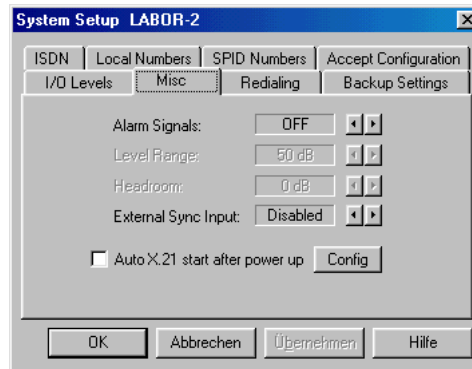 System Setup LABOR-2
ISDN Local Numbers SPID Numbers Accept Configuration
I/O Levels Misc Redialing Backup Settings
Alarm Signals: OFF
Level Range: 50 dB
Headroom: 0 dB
External Sync Input: Disabled
Auto X.21 start after power up Config
OK Abbrechen Übernehmen Hilfe